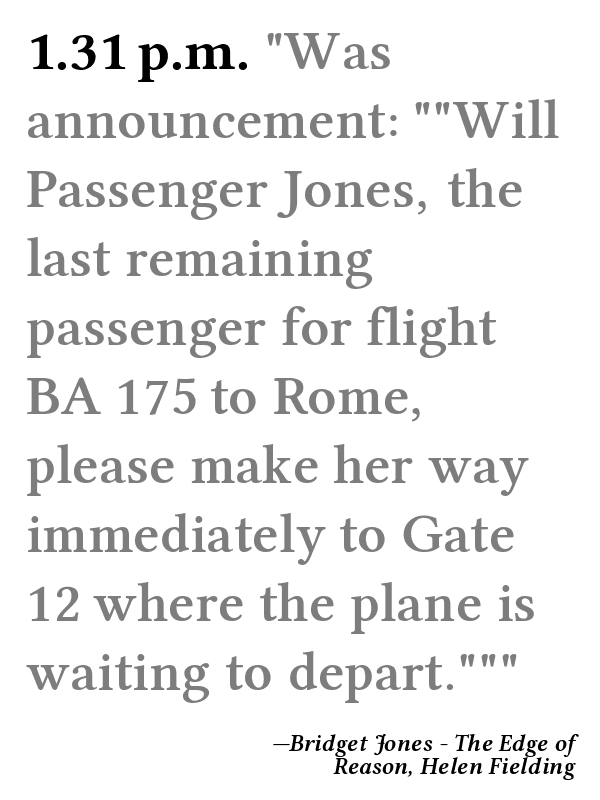 1.31 p.m. "Was
announcement: ""Will
Passenger Jones, the
last remaining
passenger for flight
BA 175 to Rome,
please make her way
immediately to Gate
12 where the plane is
waiting to depart."""
—Bridget Jones - The Edge of
Reason, Helen Fielding